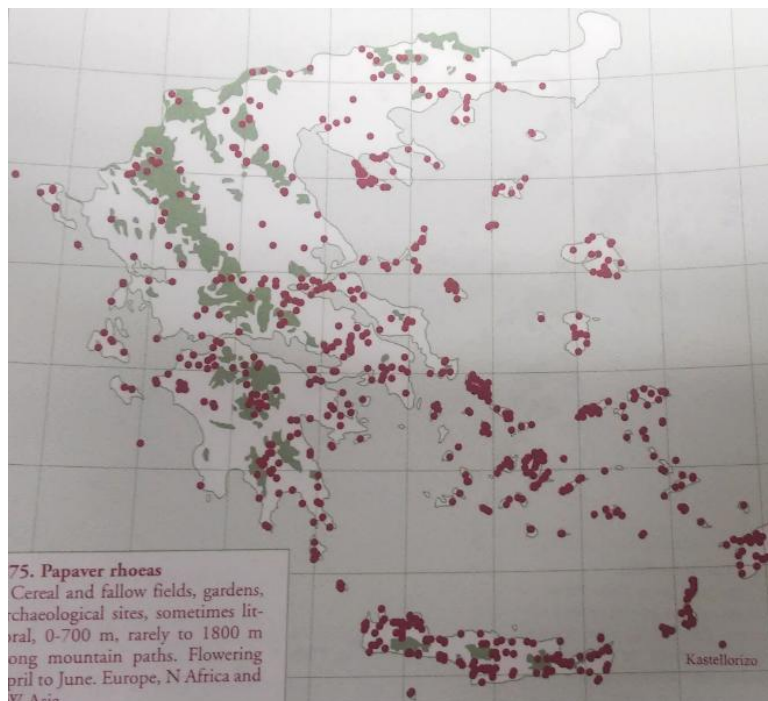 75. Papaver rhoeas
Cereal and fallow fields, gardens,
rchaeological sites, sometimes lit-
oral, 0-700 m, rarely to 1800 m
ong mountain paths. Flowering
pril to June. Europe, N Africa and
W Asia
Kastellorizo